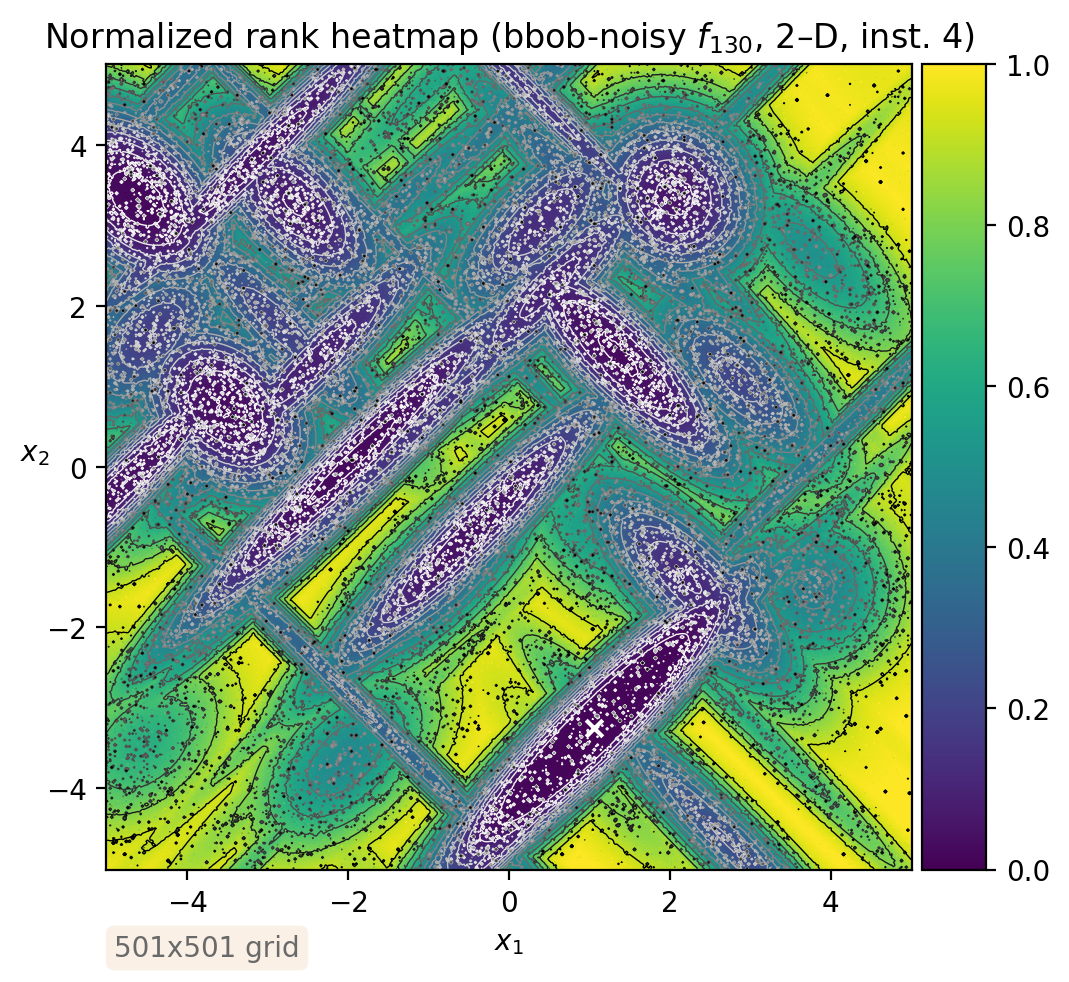 Normalized rank heatmap (bbob-noisy f₁₃₀, 2–D, inst. 4)
1.0
0.8
0.6
0.4
0.2
0.0
4
2
0
−2
−4
x₂
−4 −2 0 2 4
x₁
501x501 grid